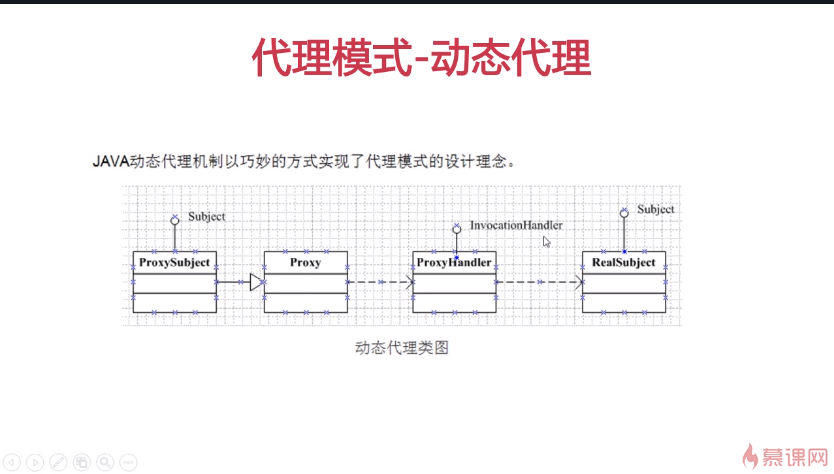 代理模式-动态代理
JAVA动态代理机制以巧妙的方式实现了代理模式的设计理念。
Subject
InvocationHandler
Subject
ProxySubject
Proxy
ProxyHandler
RealSubject
动态代理类图
慕课网